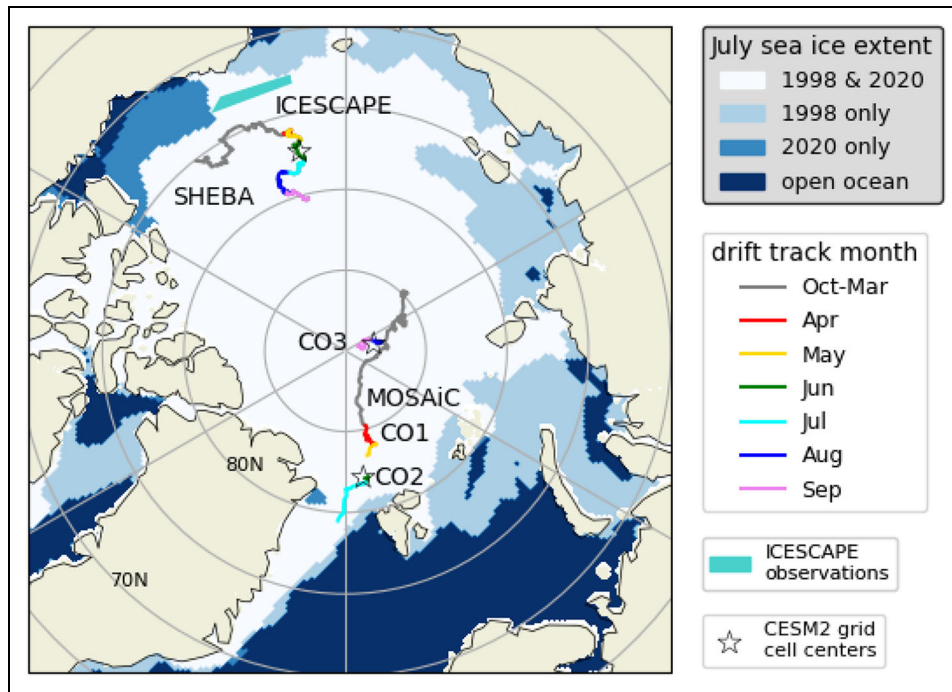 ICESCAPE
SHEBA
CO3
MOSAiC
CO1
CO2
80N
70N
July sea ice extent
1998 & 2020
1998 only
2020 only
open ocean
drift track month
Oct-Mar
Apr
May
Jun
Jul
Aug
Sep
ICESCAPE
observations
CESM2 grid
cell centers